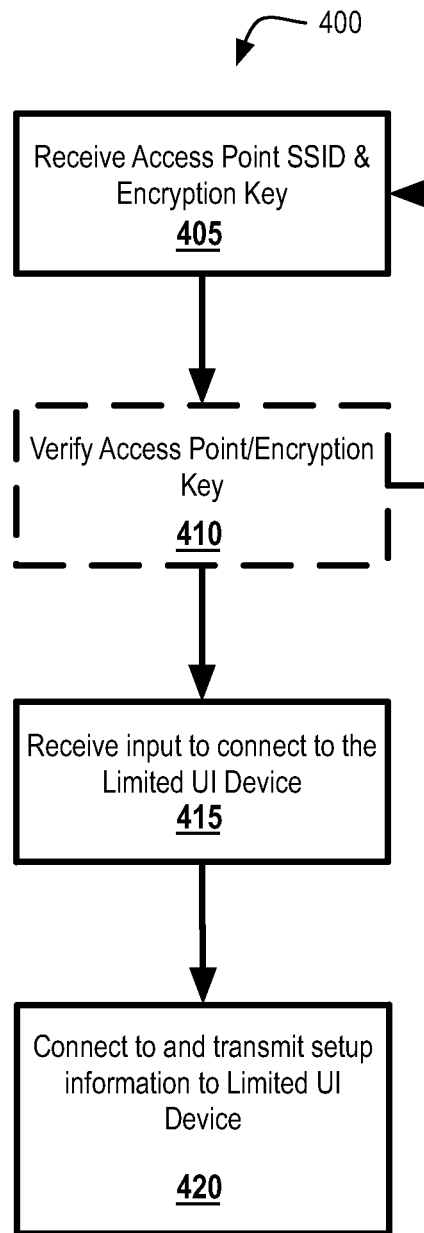 400
Receive Access Point SSID &
Encryption Key
405
Verify Access Point/Encryption
Key
410
Receive input to connect to the
Limited UI Device
415
Connect to and transmit setup
information to Limited UI
Device
420